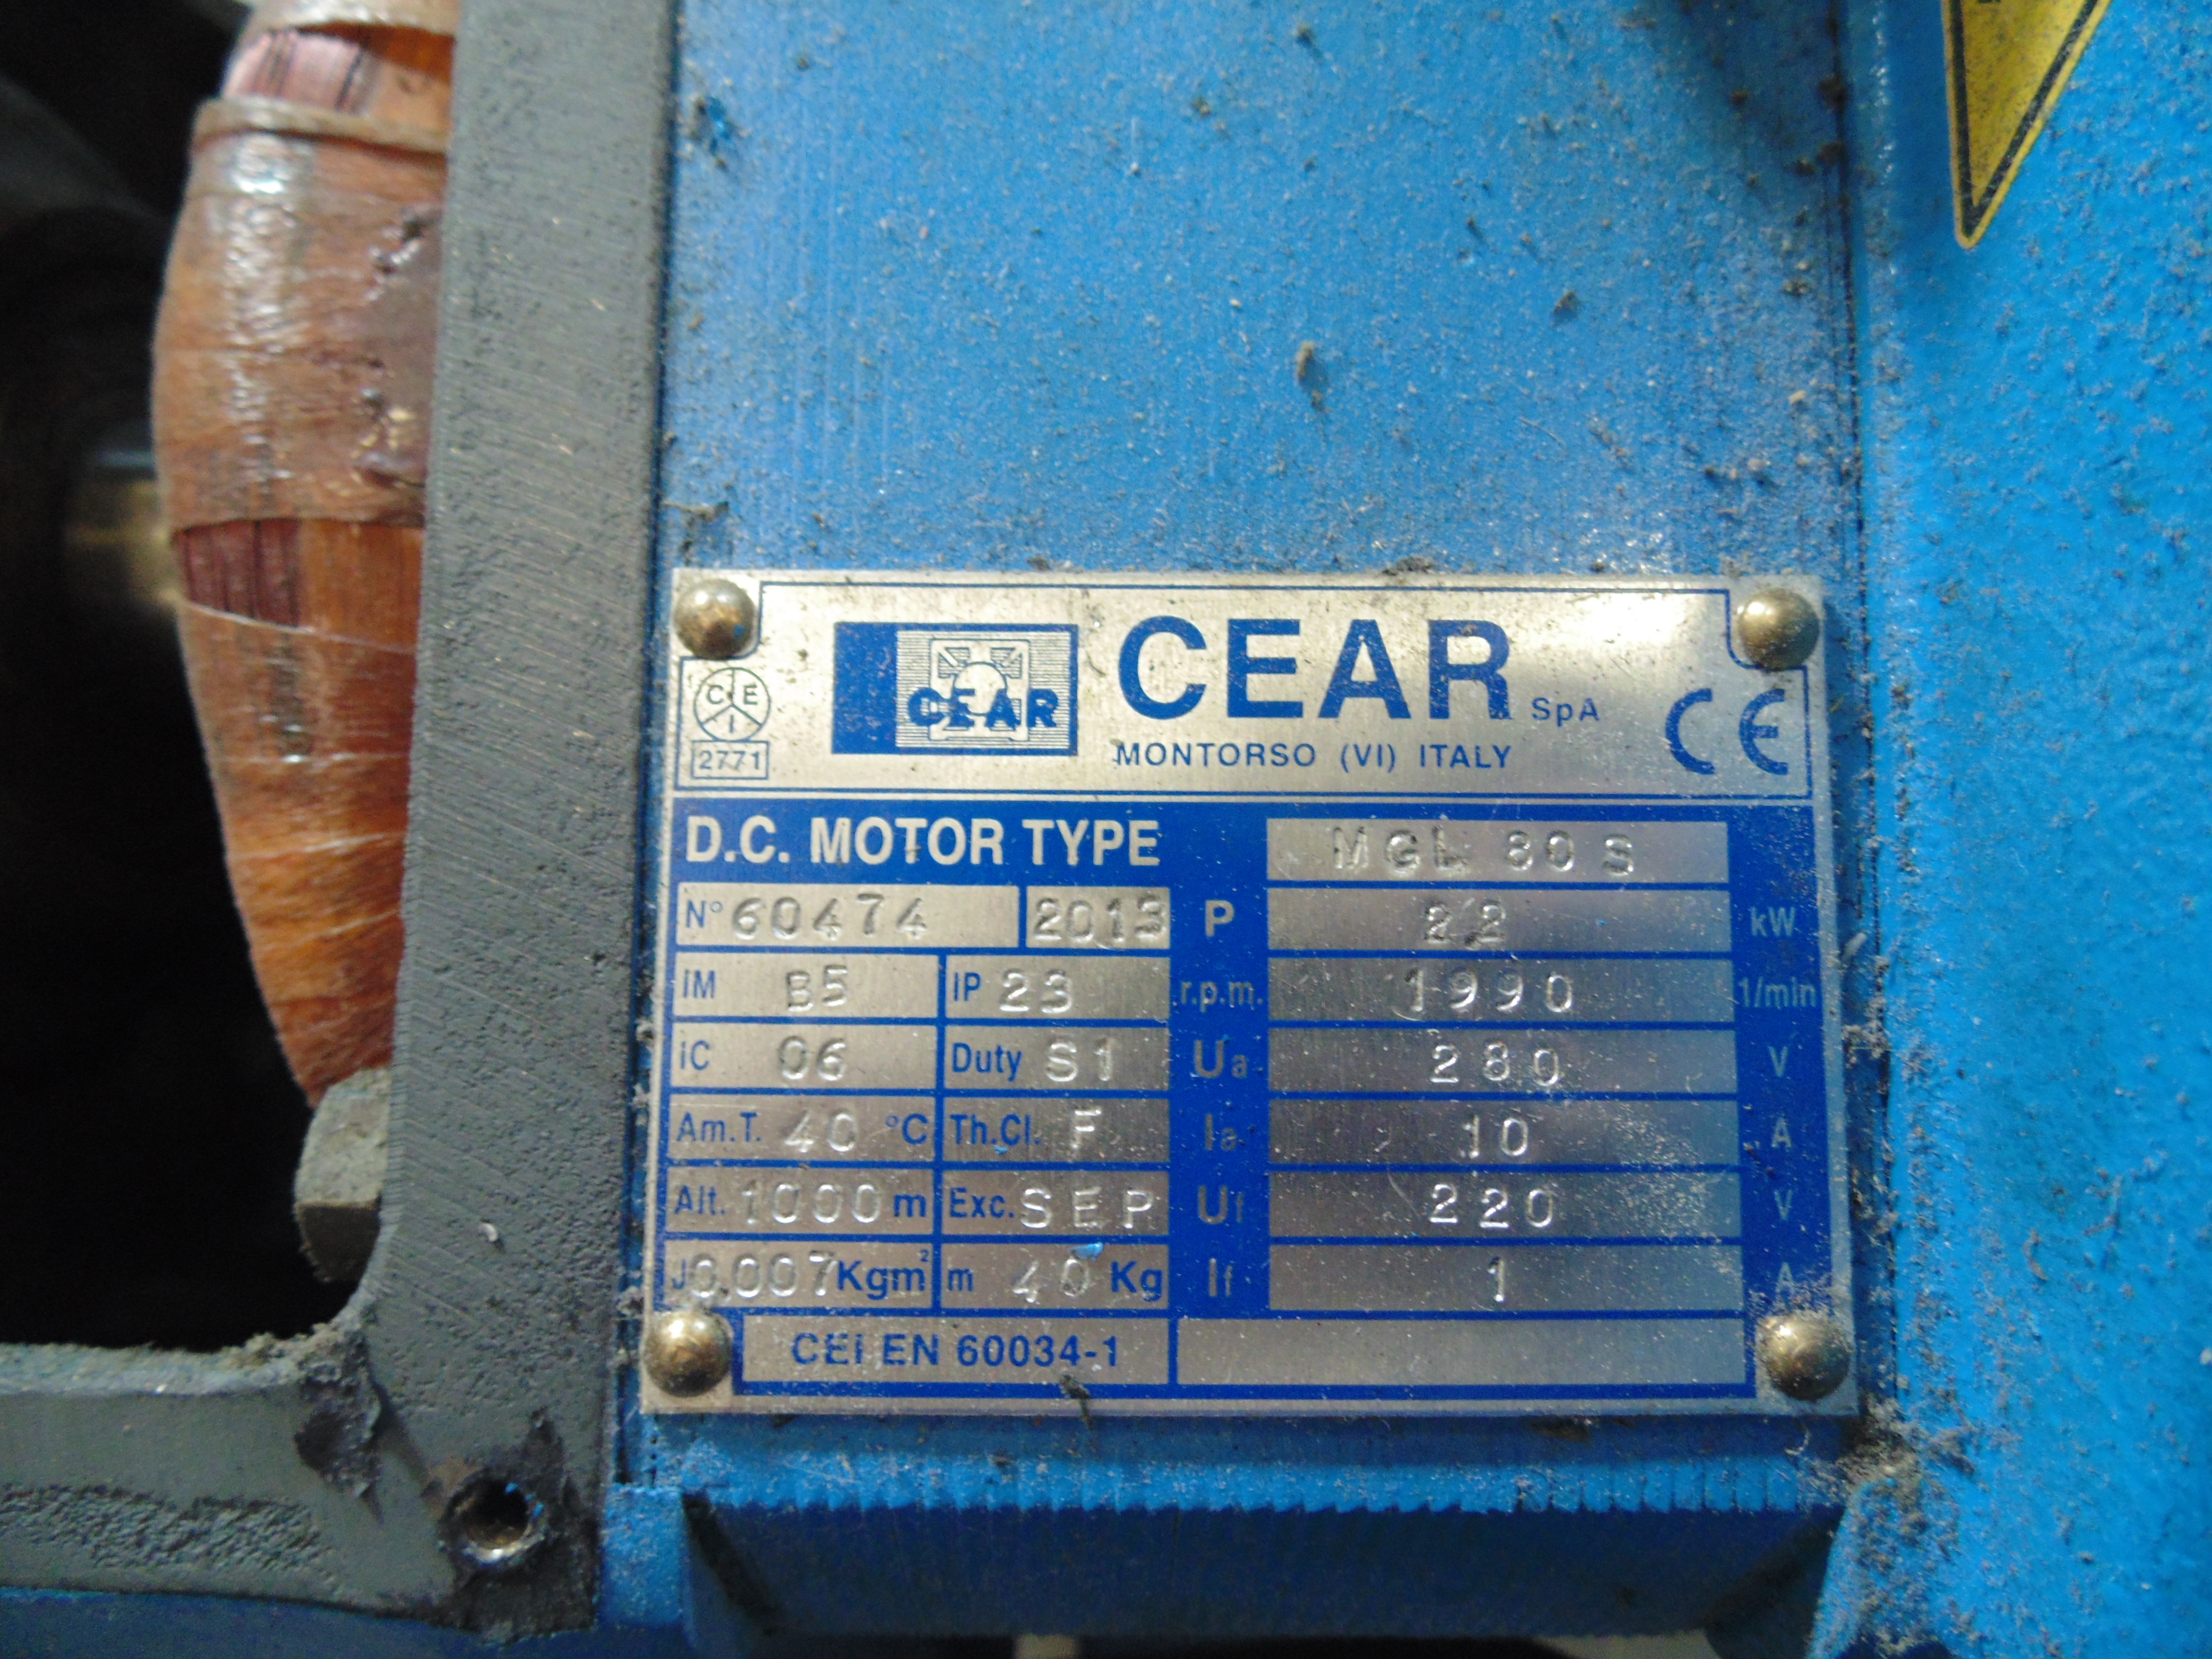 CEAR
CEAR SpA
MONTORSO (VI) ITALY
C E I
2771
CE
D.C. MOTOR TYPE MGL 80 S
N° 60474 2013 P 22 kW
IM B5 IP 23 r.p.m. 1990 1/min
IC 06 Duty S1 Ua 280 V
Am.T. 40 °C Th.Cl. F Ia 10 A
Alt. 1000 m Exc. SEP Uf 220 V
J 0.007 Kgm² m 40 Kg If 1 A
CEI EN 60034-1